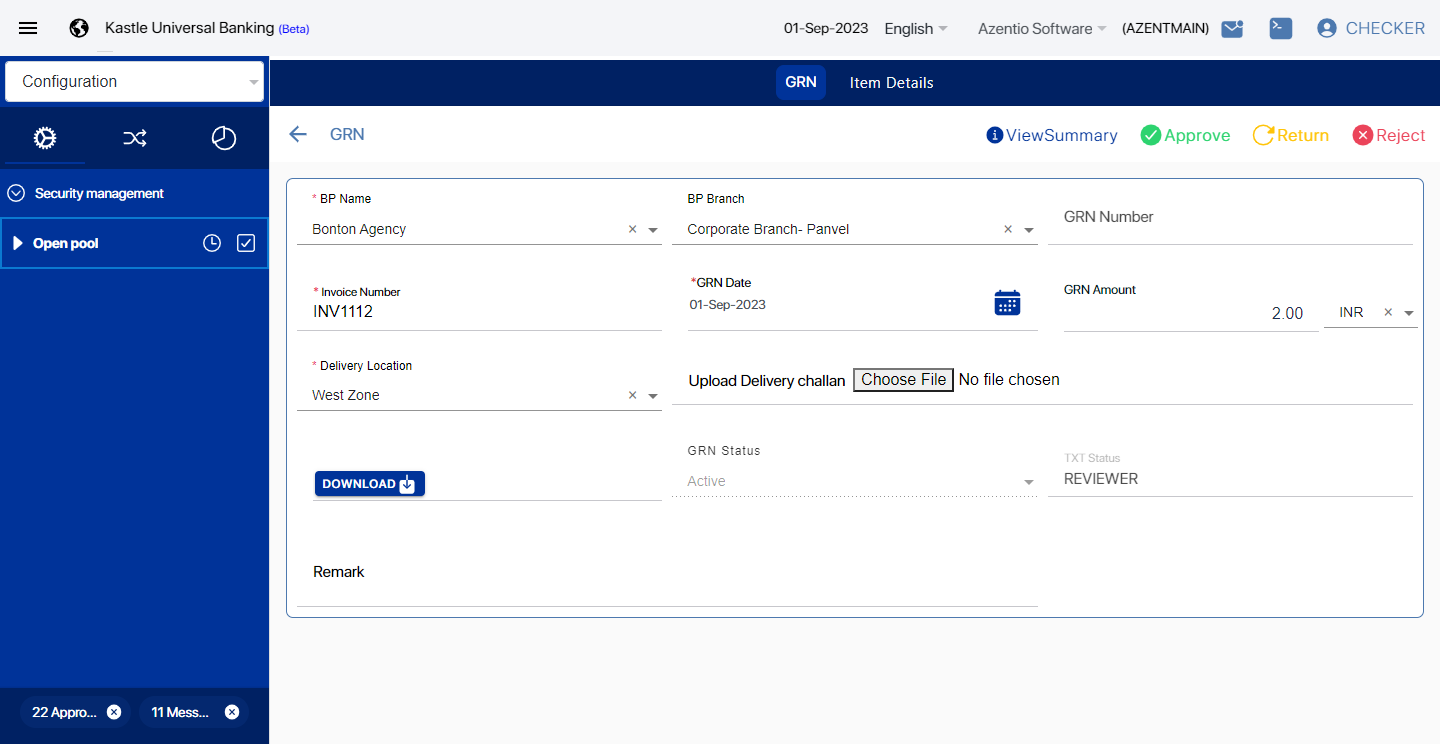 Kastle Universal Banking (Beta)
01-Sep-2023
English
Azentio Software
(AZENTMAIN)
CHECKER
Configuration
GRN
Item Details
GRN
ViewSummary
Approve
Return
Reject
Security management
Open pool
* BP Name
Bonton Agency
BP Branch
Corporate Branch- Panvel
GRN Number
* Invoice Number
INV1112
*GRN Date
01-Sep-2023
GRN Amount
2.00
INR
* Delivery Location
West Zone
Upload Delivery challan
Choose File
No file chosen
DOWNLOAD
GRN Status
Active
TXT Status
REVIEWER
Remark
22 Appro...
11 Mess...